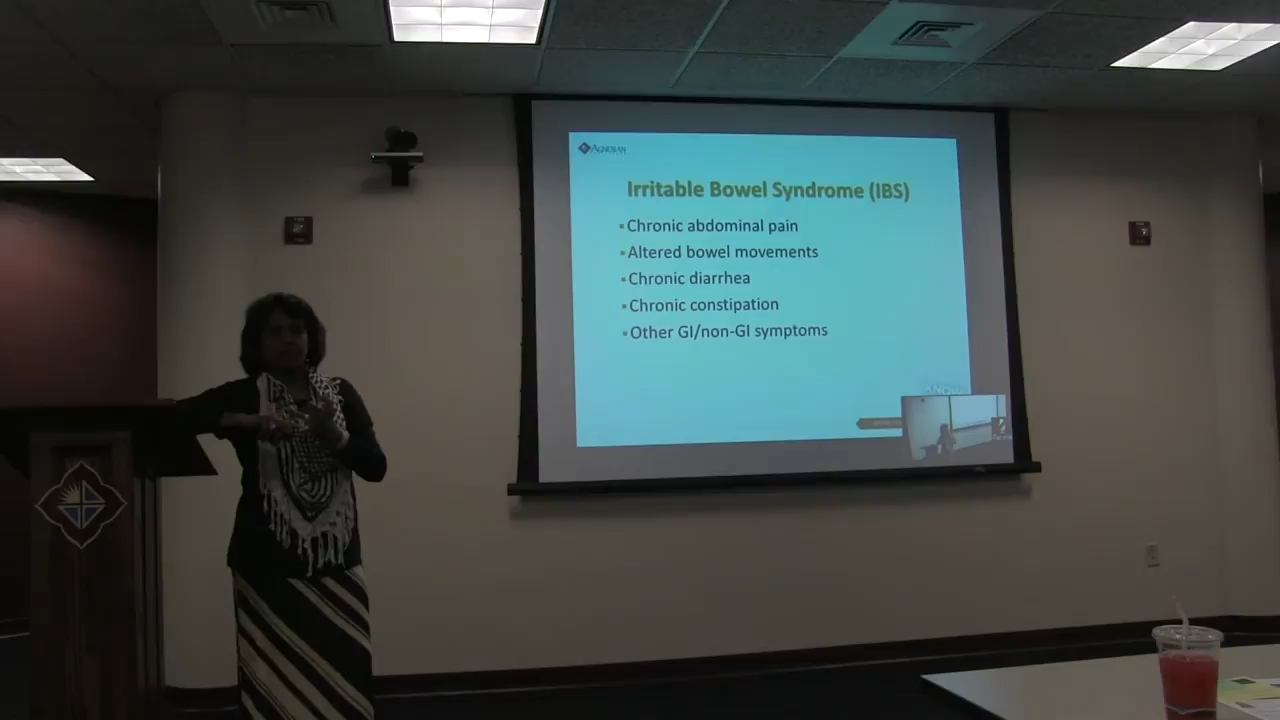 AGNESIAN
Irritable Bowel Syndrome (IBS)
▪Chronic abdominal pain
▪Altered bowel movements
▪Chronic diarrhea
▪Chronic constipation
▪Other GI/non-GI symptoms